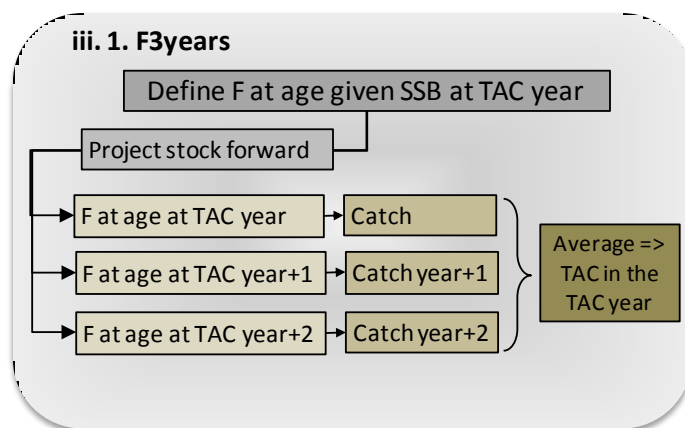 iii. 1. F3years
Define F at age given SSB at TAC year
Project stock forward
F at age at TAC year
Catch
F at age at TAC year+1
Catch year+1
F at age at TAC year+2
Catch year+2
Average =>
TAC in the
TAC year